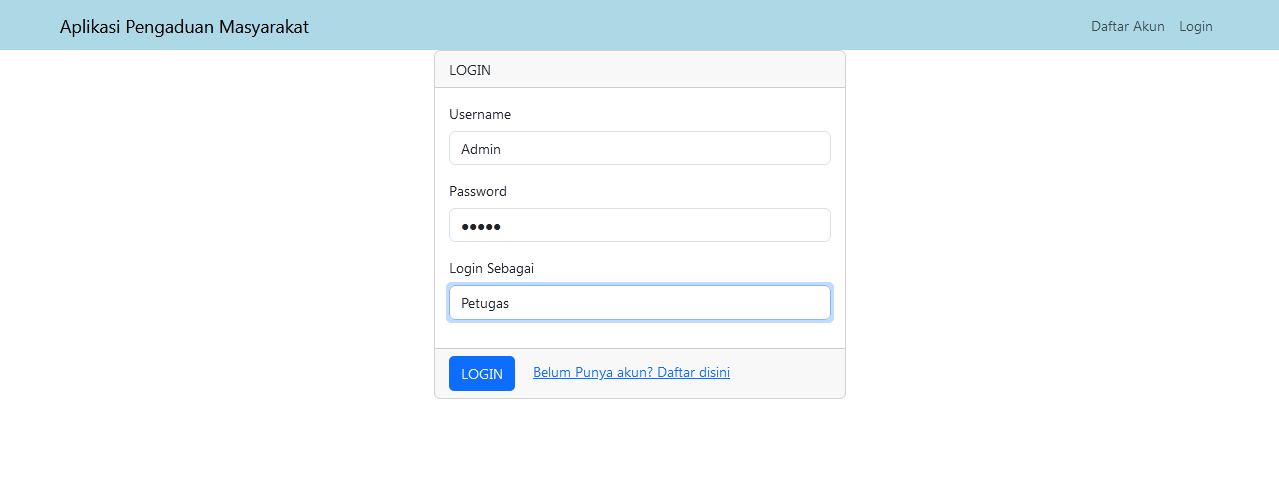 Aplikasi Pengaduan Masyarakat
Daftar Akun Login
LOGIN
Username
Admin
Password
●●●●●
Login Sebagai
Petugas
LOGIN
Belum Punya akun? Daftar disini